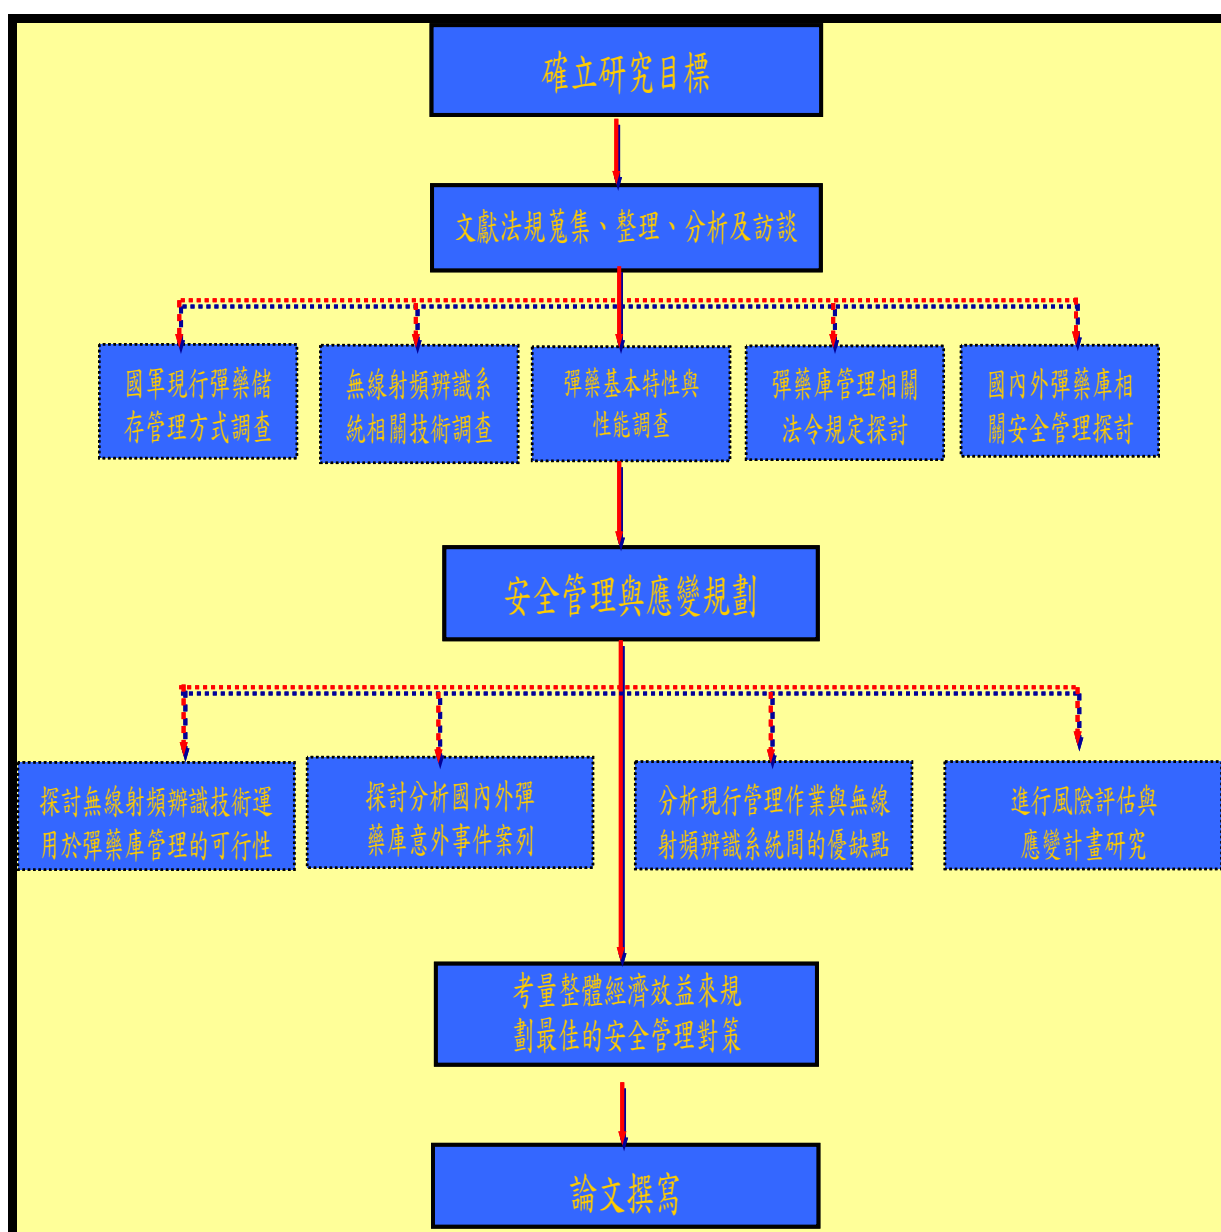 確立研究目標
文獻法規蒐集、整理、分析及訪談
國軍現行彈藥儲
存管理方式調查
無線射頻辨識系
統相關技術調查
彈藥基本特性與
性能調查
彈藥庫管理相關
法令規定探討
國內外彈藥庫相
關安全管理探討
安全管理與應變規劃
探討無線射頻辨識技術運
用於彈藥庫管理的可行性
探討分析國內外彈
藥庫意外事件案列
分析現行管理作業與無線
射頻辨識系統間的優缺點
進行風險評估與
應變計畫研究
考量整體經濟效益來規
劃最佳的安全管理對策
論文撰寫